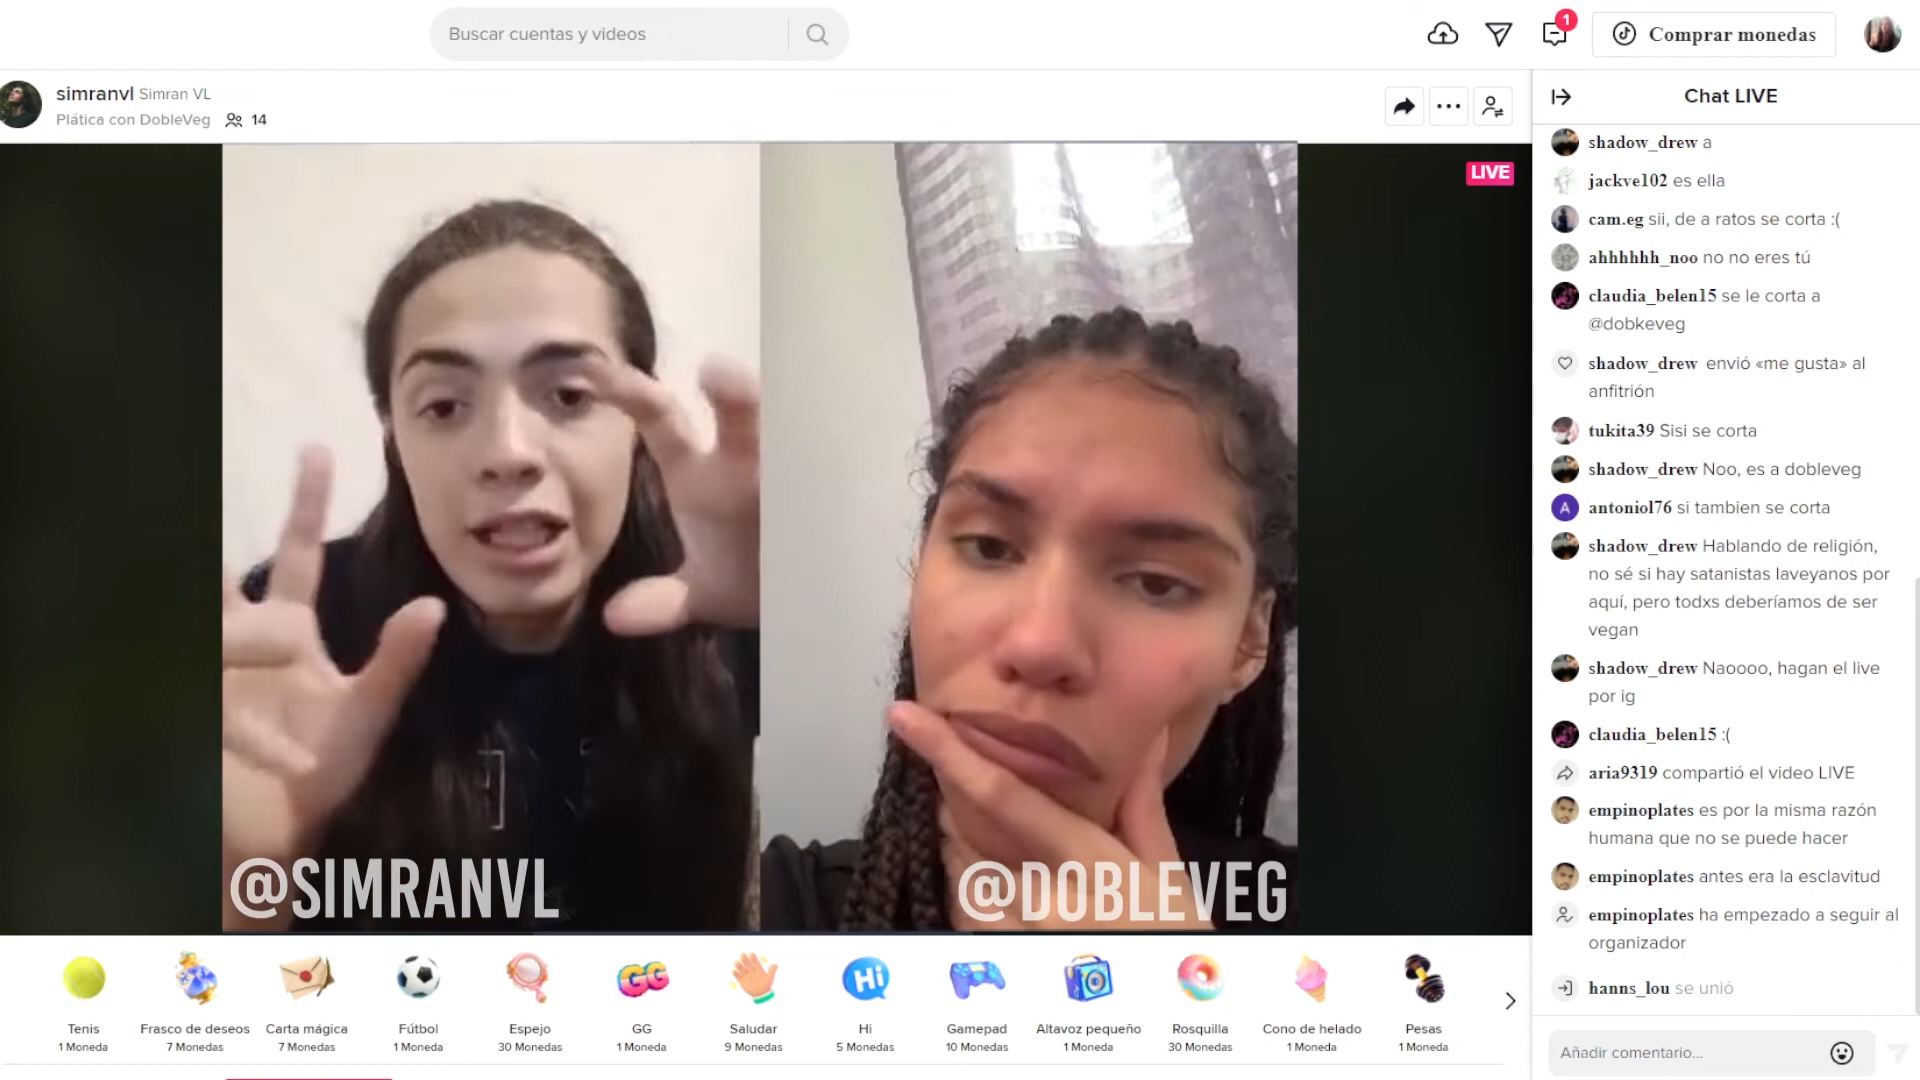 Buscar cuentas y videos
1
Comprar monedas
simranvl Simran VL
Plática con DobleVeg 14
LIVE
@SIMRANVL
@DOBLEVEG
Chat LIVE
shadow_drew a
jackve102 es ella
cam.eg sii, de a ratos se corta :(
ahhhhhh_noo no no eres tú
claudia_belen15 se le corta a
@dobkeveg
shadow_drew envió «me gusta» al
anfitrión
tukita39 Sisi se corta
shadow_drew Noo, es a dobleveg
A
antoniol76 si tambien se corta
shadow_drew Hablando de religión,
no sé si hay satanistas laveyanos por
aquí, pero todxs deberíamos de ser
vegan
shadow_drew Naoooo, hagan el live
por ig
claudia_belen15 :(
aria9319 compartió el video LIVE
empinoplates es por la misma razón
humana que no se puede hacer
empinoplates antes era la esclavitud
empinoplates ha empezado a seguir al
organizador
hanns_lou se unió
Añadir comentario...
GG
Hi
Tenis
1 Moneda
Frasco de deseos
7 Monedas
Carta mágica
7 Monedas
Fútbol
1 Moneda
Espejo
30 Monedas
GG
1 Moneda
Saludar
9 Monedas
Hi
5 Monedas
Gamepad
10 Monedas
Altavoz pequeño
1 Moneda
Rosquilla
30 Monedas
Cono de helado
1 Moneda
Pesas
1 Moneda